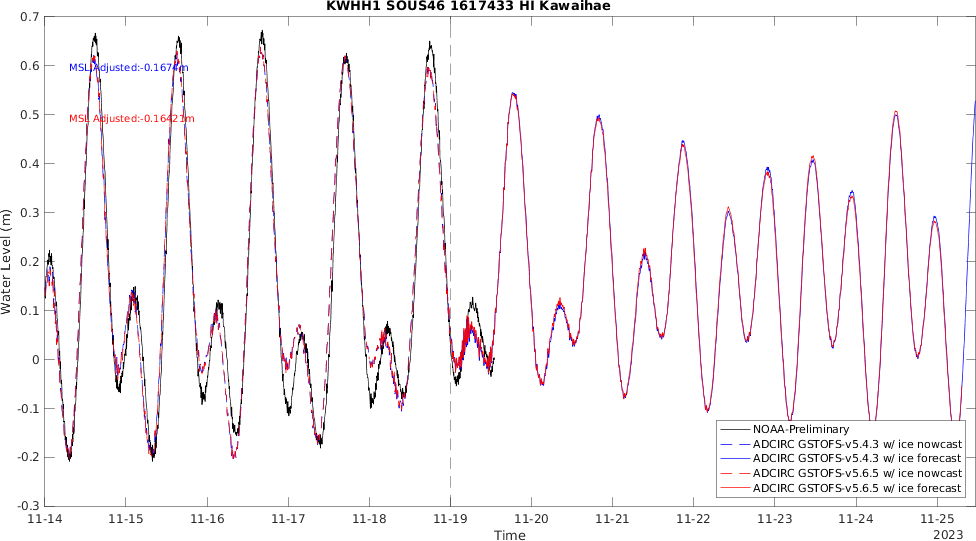 KWHH1 SOUS46 1617433 HI Kawaihae
Water Level (m)
0.7
0.6
0.5
0.4
0.3
0.2
0.1
0
-0.1
-0.2
-0.3
MSL Adjusted:-0.1674m
MSL Adjusted:-0.16421m
NOAA-Preliminary
ADCIRC GSTOFS-v5.4.3 w/ ice nowcast
ADCIRC GSTOFS-v5.4.3 w/ ice forecast
ADCIRC GSTOFS-v5.6.5 w/ ice nowcast
ADCIRC GSTOFS-v5.6.5 w/ ice forecast
11-14 11-15 11-16 11-17 11-18 11-19 11-20 11-21 11-22 11-23 11-24 11-25
Time
2023